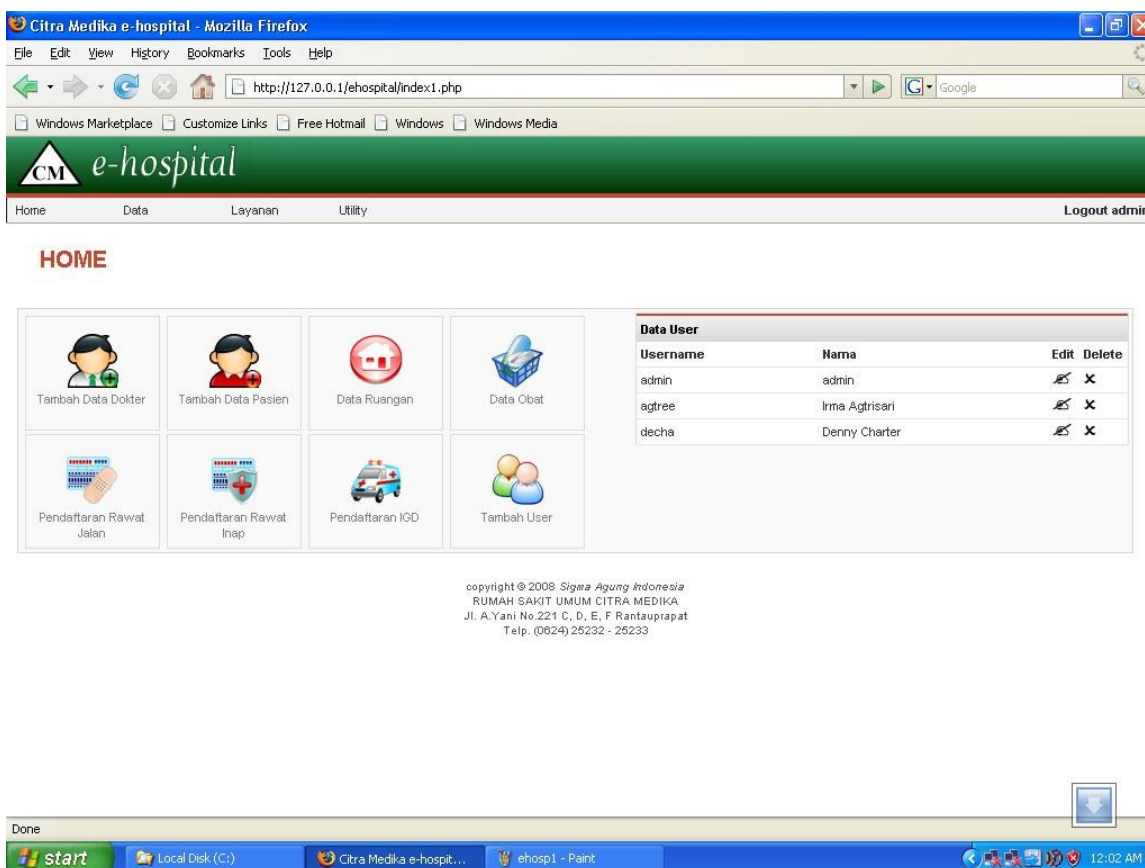 Citra Medika e-hospital - Mozilla Firefox
File Edit View History Bookmarks Tools Help
http://127.0.0.1/ehospital/index1.php
G Google
Windows Marketplace Customize Links Free Hotmail Windows Windows Media
CM e-hospital
Home Data Layanan Utility Logout admin
HOME
Tambah Data Dokter
Tambah Data Pasien
Data Ruangan
Data Obat
Pendaftaran Rawat
Jalan
Pendaftaran Rawat
Inap
Pendaftaran IGD
Tambah User
Data User
Username Nama Edit Delete
admin admin
agtree Irma Agtrisari
decha Denny Charter
copyright © 2008 Sigma Agung Indonesia
RUMAH SAKIT UMUM CITRA MEDIKA
Jl. A.Yani No.221 C, D, E, F Rantauprapat
Telp. (0624) 25232 - 25233
Done
start Local Disk (C:) Citra Medika e-hospit... ehosp1 - Paint 12:02 AM